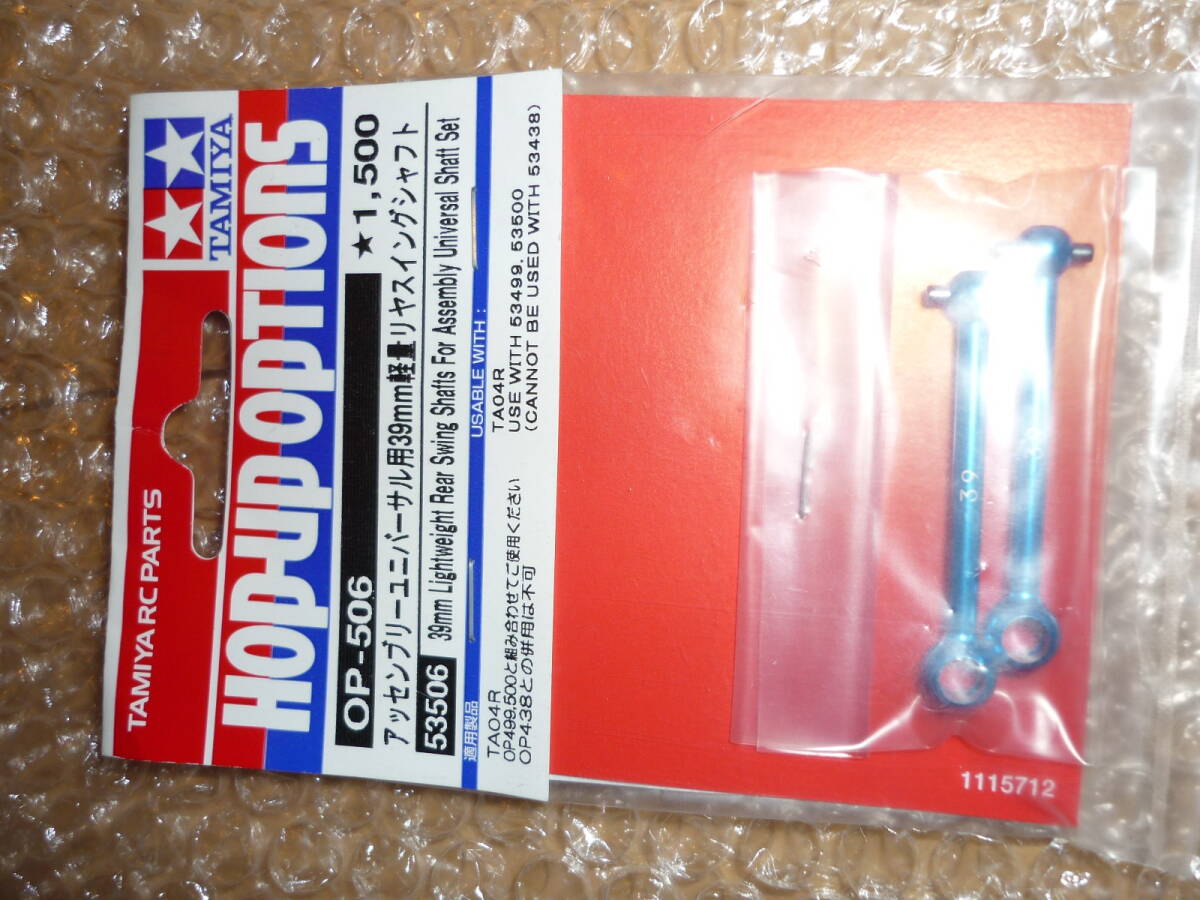 TAMIYA RC PARTS
TAMIYA
HOP-UP OPTIONS
OP-506 ★1,500
アッセンブリーユニバーサル用39mm軽量リヤスイングシャフト
53506 39mm Lightweight Rear Swing Shafts For Assembly Universal Shaft Set
適用製品 USABLE WITH :
TA04R
OP499,500と組み合わせてご使用ください
OP438との併用は不可
TA04R
USE WITH 53499, 53500
(CANNOT BE USED WITH 53438)
39
39
1115712